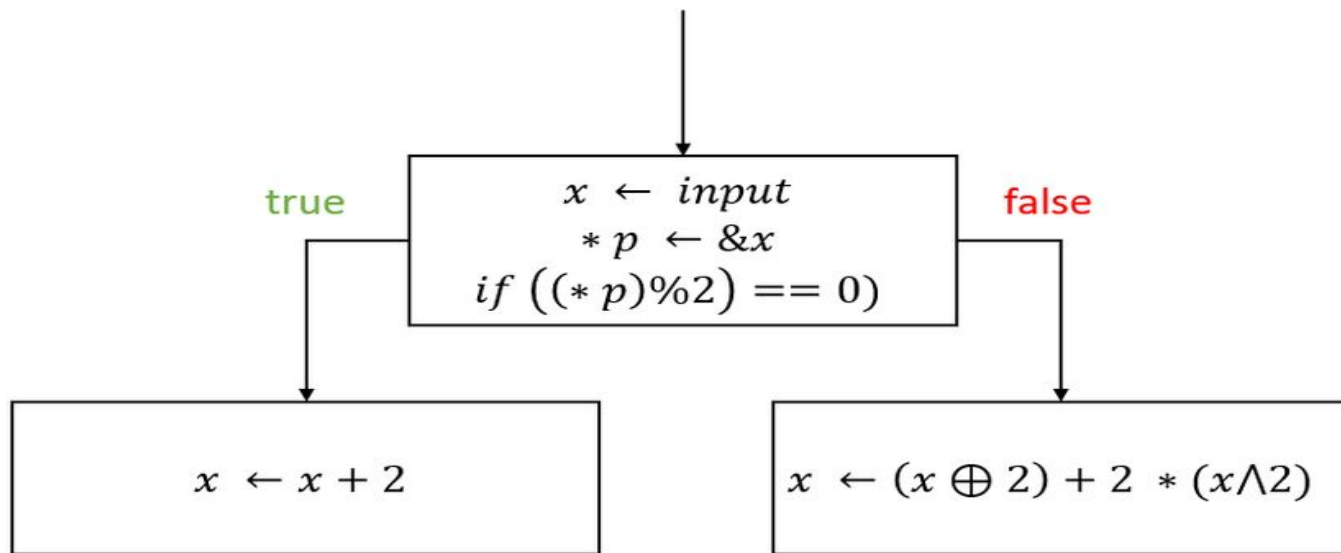 x ← input
true
false
* p ← &x
if ((* p)%2) == 0)
x ← x + 2
x ← (x ⊕ 2) + 2 * (x⋀2)